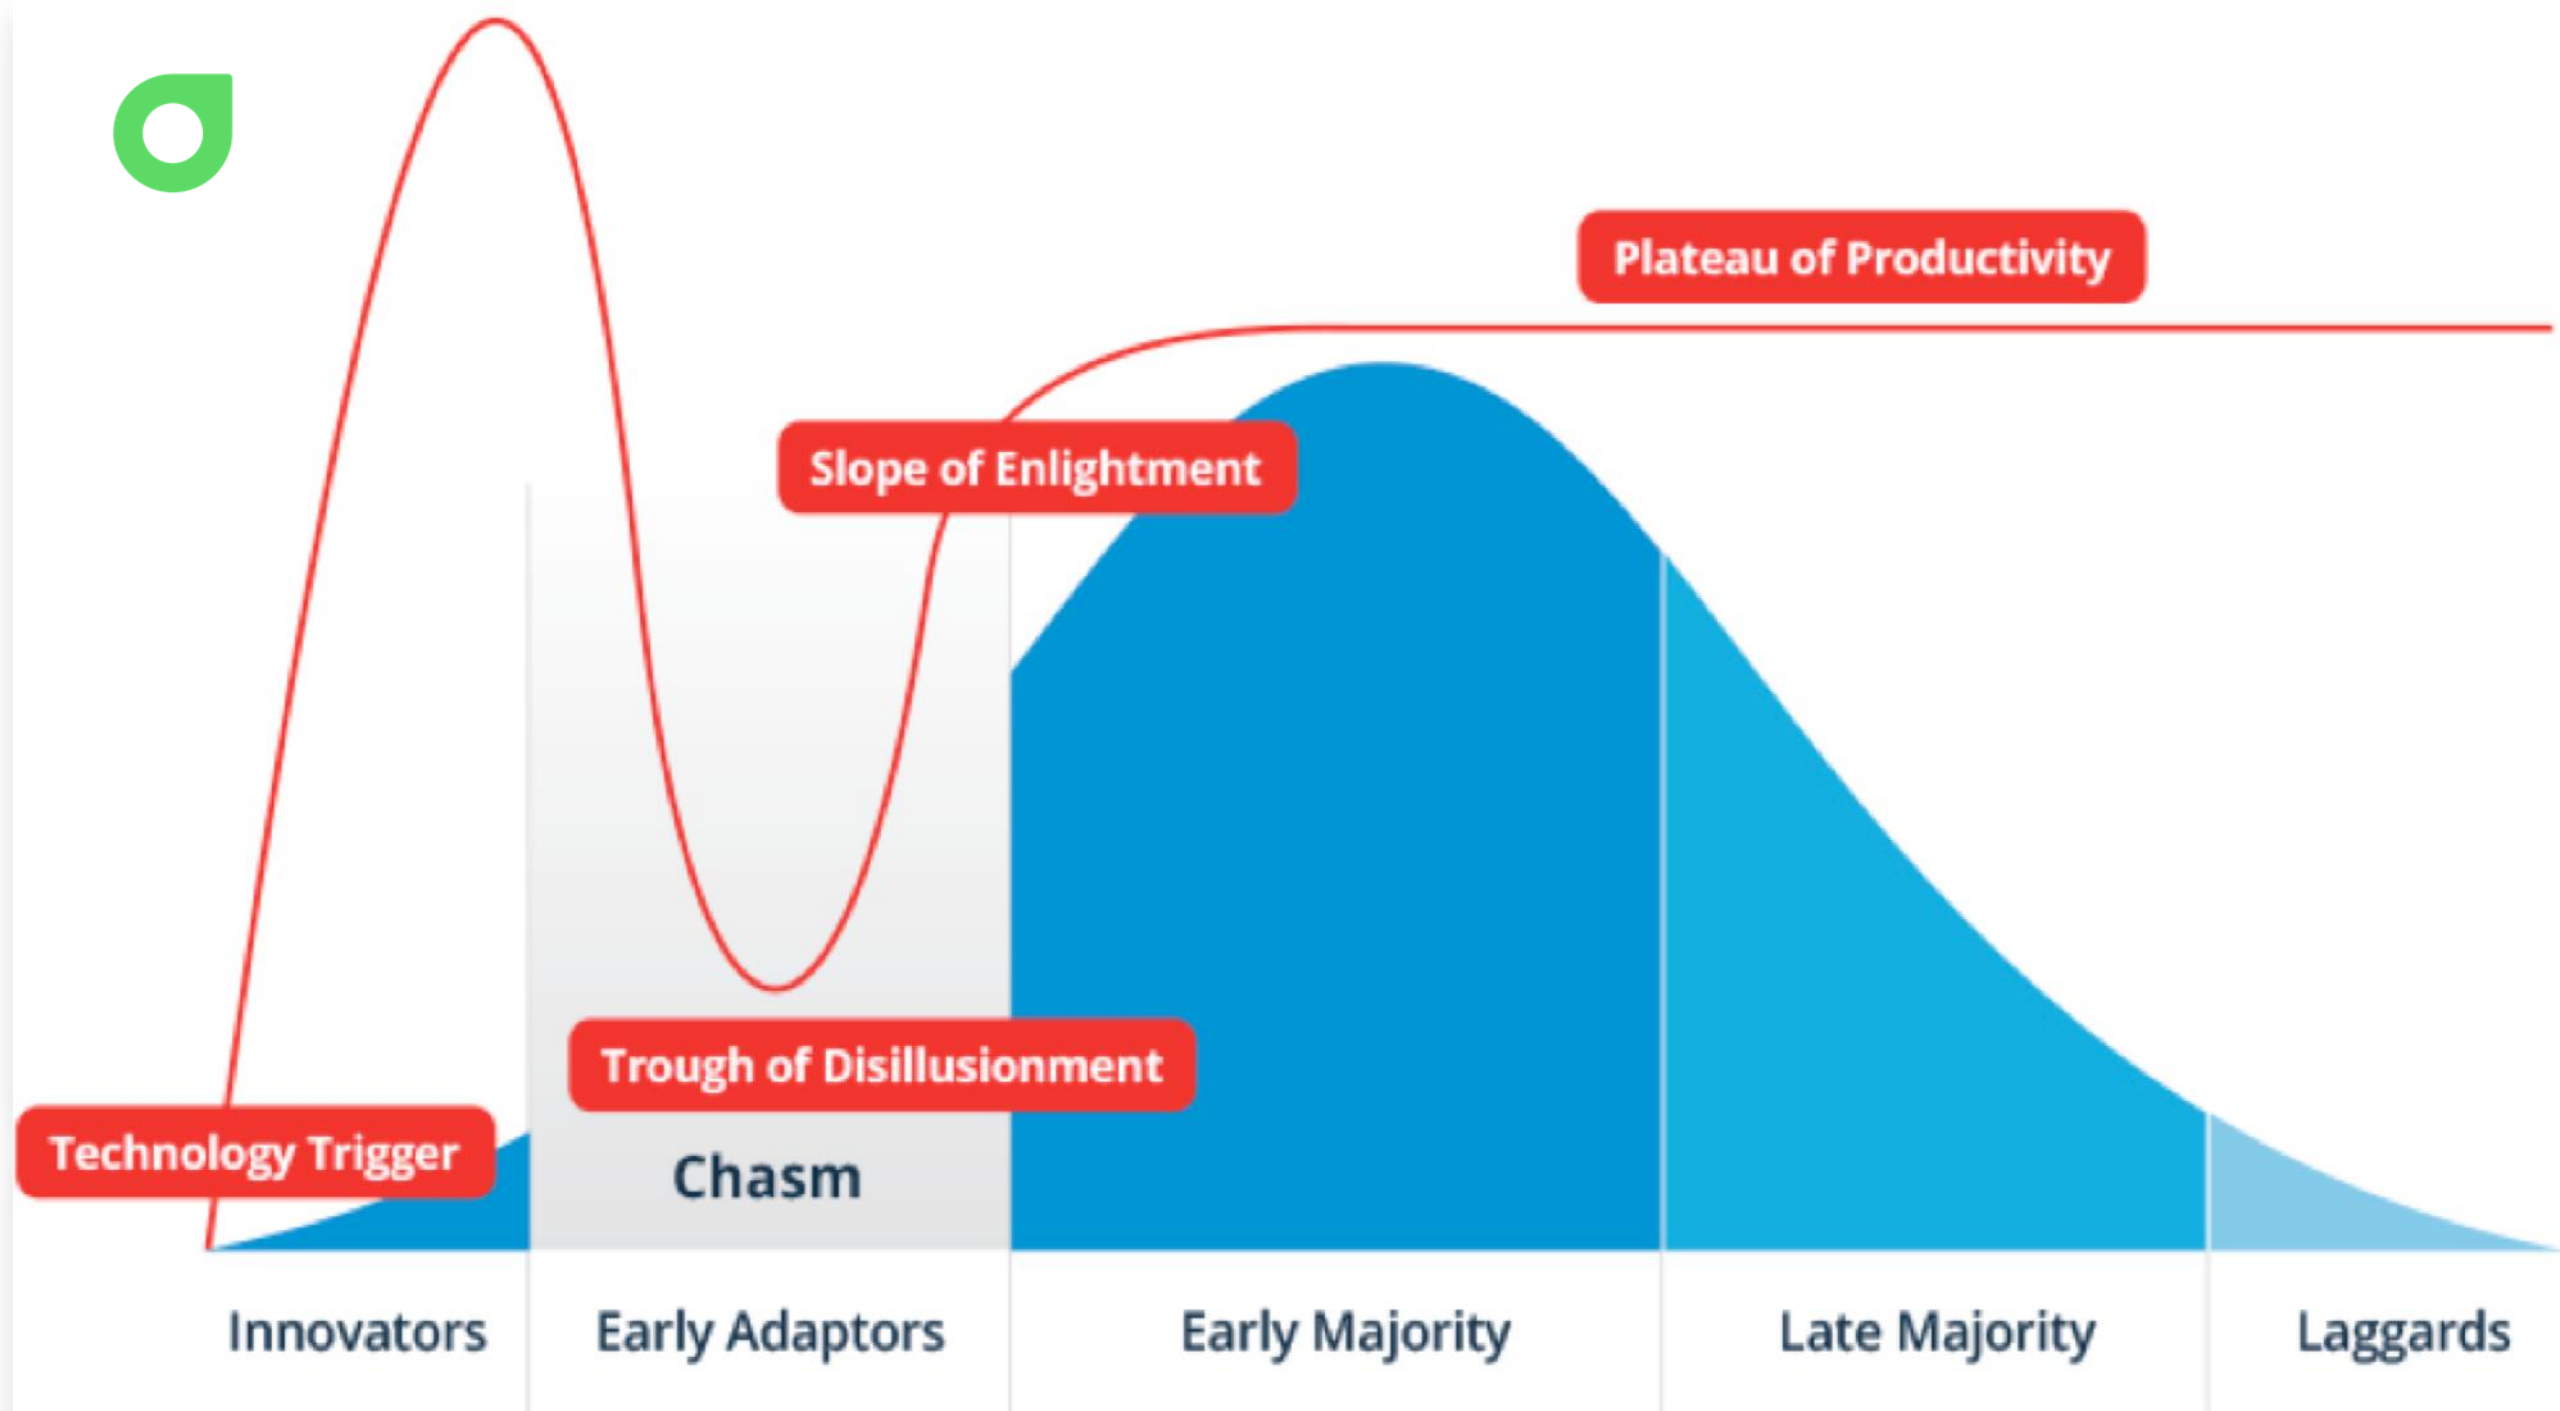 Plateau of Productivity
Slope of Enlightment
Trough of Disillusionment
Technology Trigger
Chasm
Innovators
Early Adaptors
Early Majority
Late Majority
Laggards